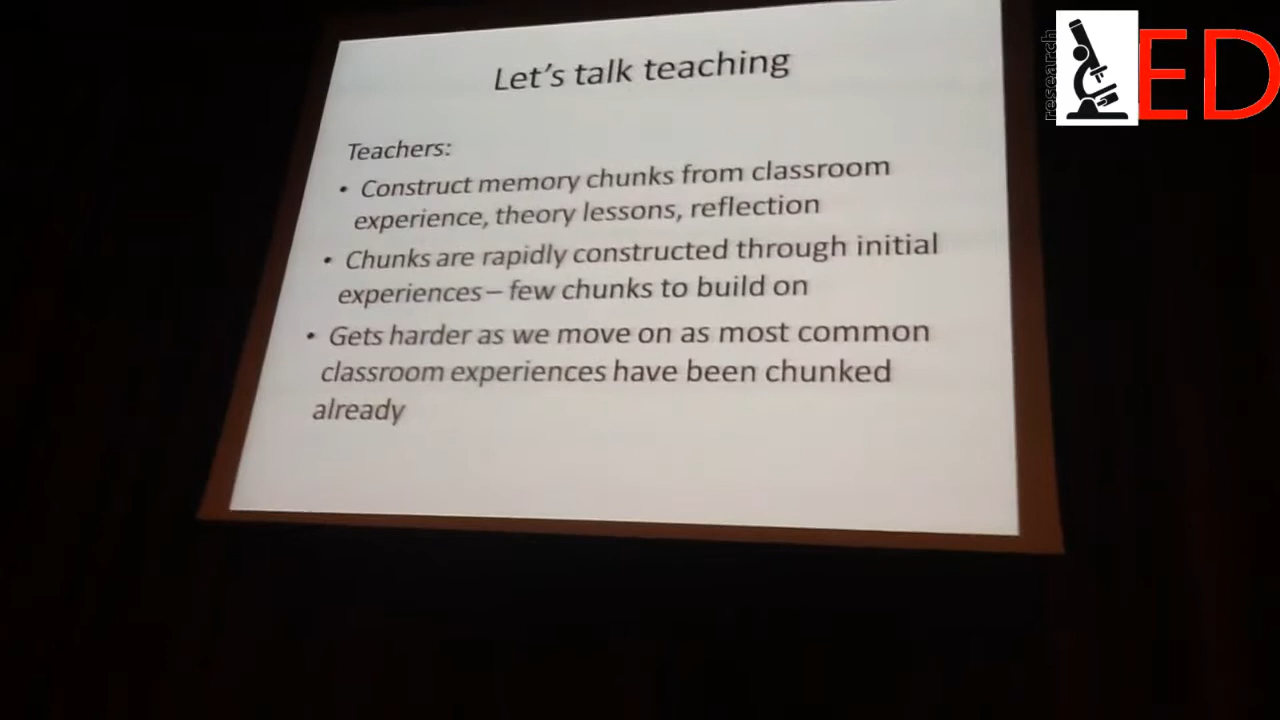 research
ED
Let's talk teaching
Teachers:
• Construct memory chunks from classroom
experience, theory lessons, reflection
• Chunks are rapidly constructed through initial
experiences – few chunks to build on
• Gets harder as we move on as most common
classroom experiences have been chunked
already